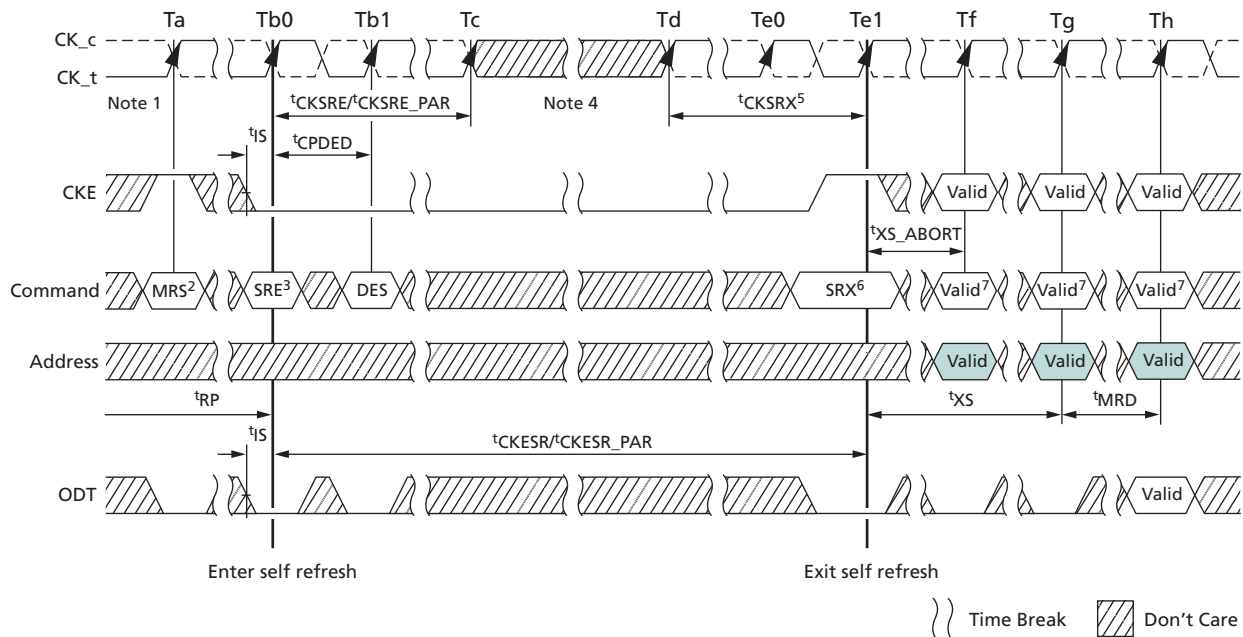 Ta Tb0 Tb1 Tc Td Te0 Te1 Tf Tg Th
CK_c
CK_t
Note 1 tCKSRE/tCKSRE_PAR Note 4 tCKSRX5
tIS tCPDED
CKE Valid Valid Valid
tXS_ABORT
Command MRS2 SRE3 DES SRX6 Valid7 Valid7 Valid7
Address Valid Valid Valid
tRP tXS tMRD
tIS tCKESR/tCKESR_PAR
ODT Valid
Enter self refresh Exit self refresh
Time Break Don't Care